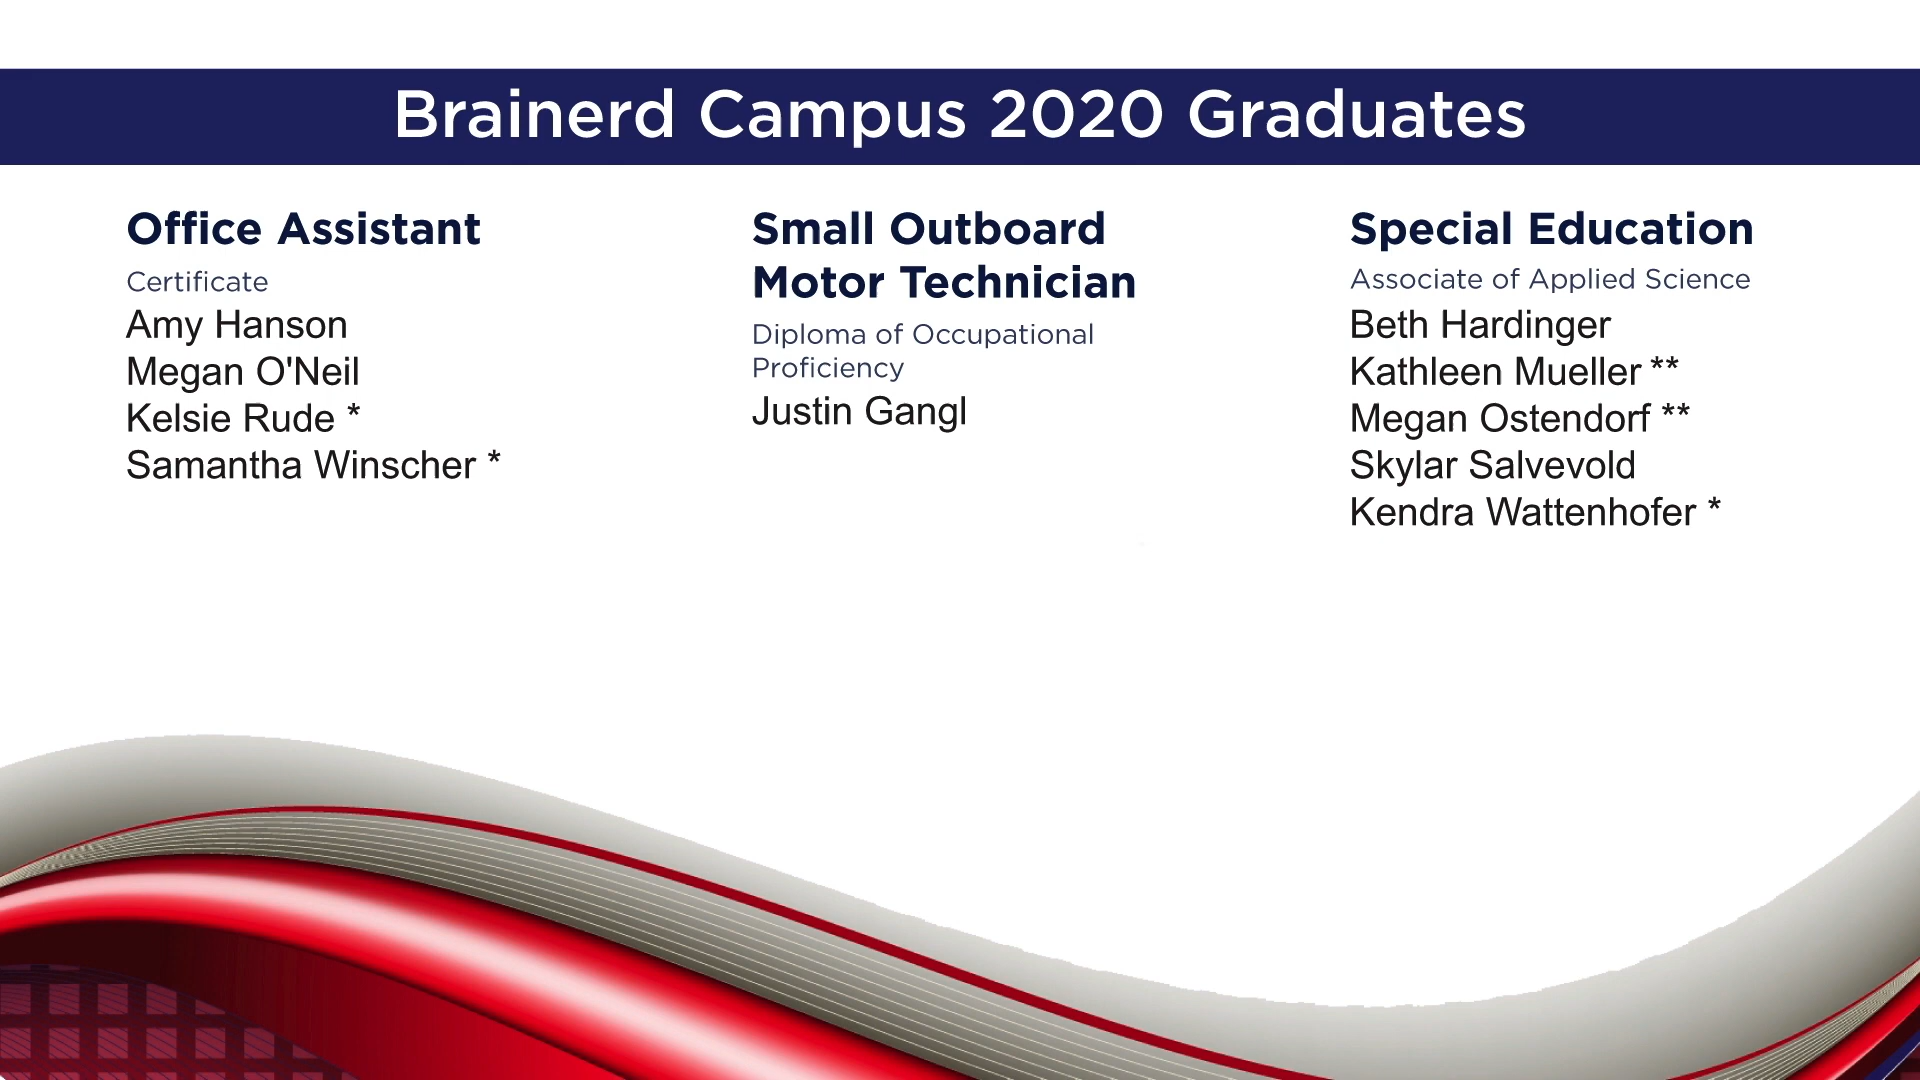 Brainerd Campus 2020 Graduates
Office Assistant
Certificate
Amy Hanson
Megan O'Neil
Kelsie Rude *
Samantha Winscher *
Small Outboard
Motor Technician
Diploma of Occupational
Proficiency
Justin Gangl
Special Education
Associate of Applied Science
Beth Hardinger
Kathleen Mueller **
Megan Ostendorf **
Skylar Salvevold
Kendra Wattenhofer *